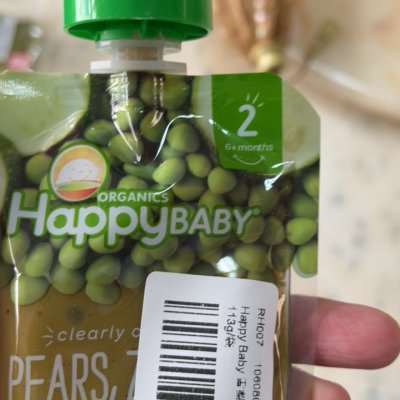 2
6+ months
ORGANICS
HappyBABY
clearly
PEARS,
RH007
Happy Baby
113g/袋